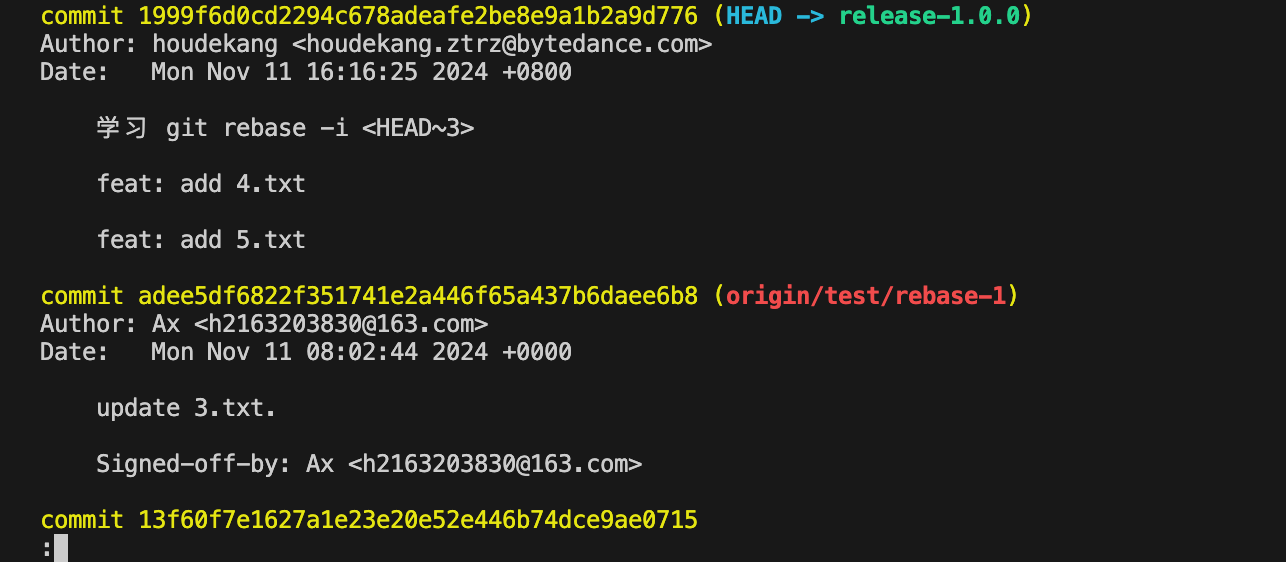 commit 1999f6d0cd2294c678adeafe2be8e9a1b2a9d776 (HEAD -> release-1.0.0)
Author: houdekang <houdekang.ztrz@bytedance.com>
Date:   Mon Nov 11 16:16:25 2024 +0800
学习 git rebase -i <HEAD~3>
feat: add 4.txt
feat: add 5.txt
commit adee5df6822f351741e2a446f65a437b6daee6b8 (origin/test/rebase-1)
Author: Ax <h2163203830@163.com>
Date:   Mon Nov 11 08:02:44 2024 +0000
update 3.txt.
Signed-off-by: Ax <h2163203830@163.com>
commit 13f60f7e1627a1e23e20e52e446b74dce9ae0715
: